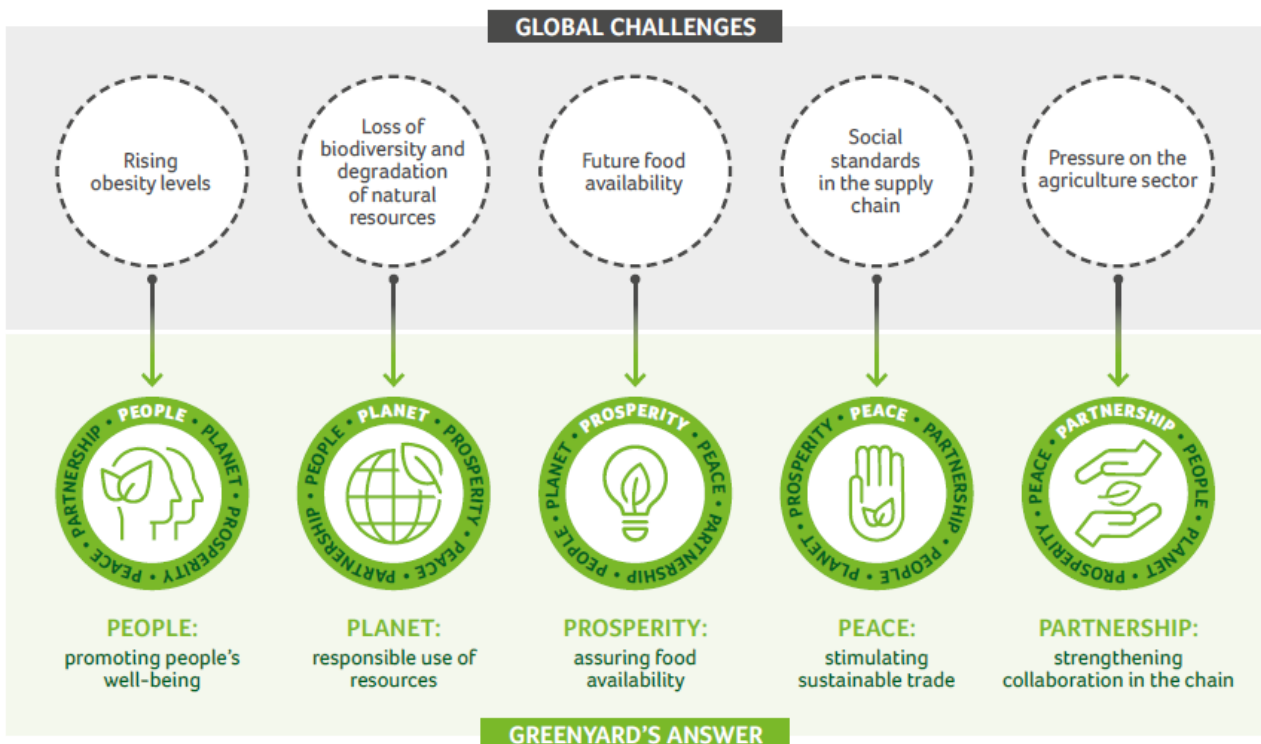 GLOBAL CHALLENGES
Rising
obesity levels
Loss of
biodiversity and
degradation
of natural
resources
Future food
availability
Social
standards
in the supply
chain
Pressure on the
agriculture sector
PEOPLE • PLANET • PROSPERITY • PEACE • PARTNERSHIP •
PLANET • PROSPERITY • PEACE • PARTNERSHIP • PEOPLE •
PROSPERITY • PEACE • PARTNERSHIP • PEOPLE • PLANET •
PEACE • PARTNERSHIP • PEOPLE • PLANET • PROSPERITY •
PARTNERSHIP • PEOPLE • PLANET • PROSPERITY • PEACE •
PEOPLE:
promoting people's
well-being
PLANET:
responsible use of
resources
PROSPERITY:
assuring food
availability
PEACE:
stimulating
sustainable trade
PARTNERSHIP:
strengthening
collaboration in the chain
GREENYARD'S ANSWER